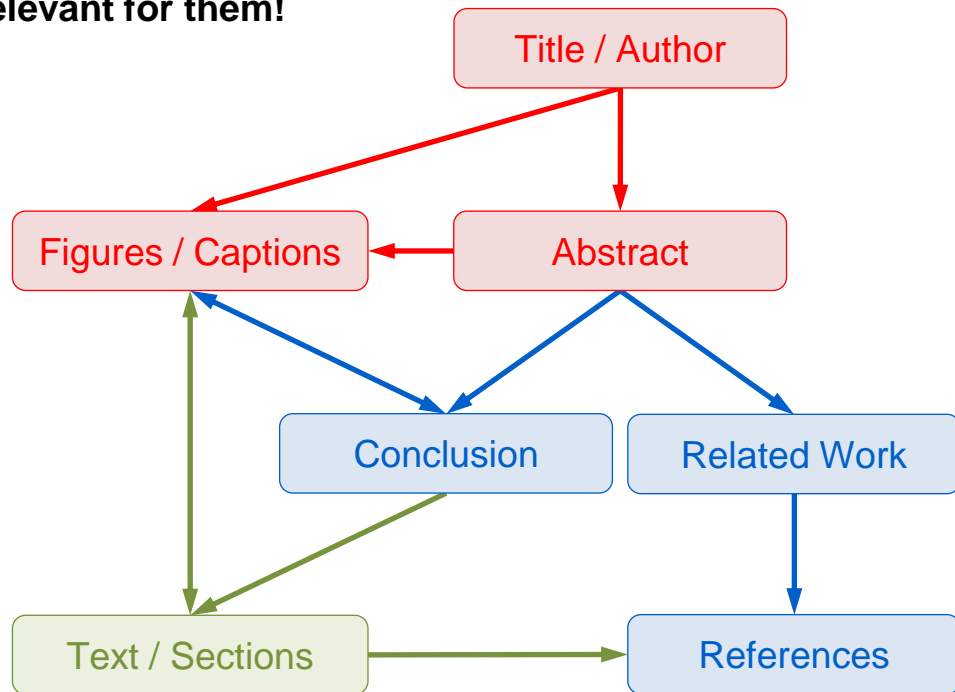 elevant for them!
Title / Author
Figures / Captions
Abstract
Conclusion
Related Work
Text / Sections
References